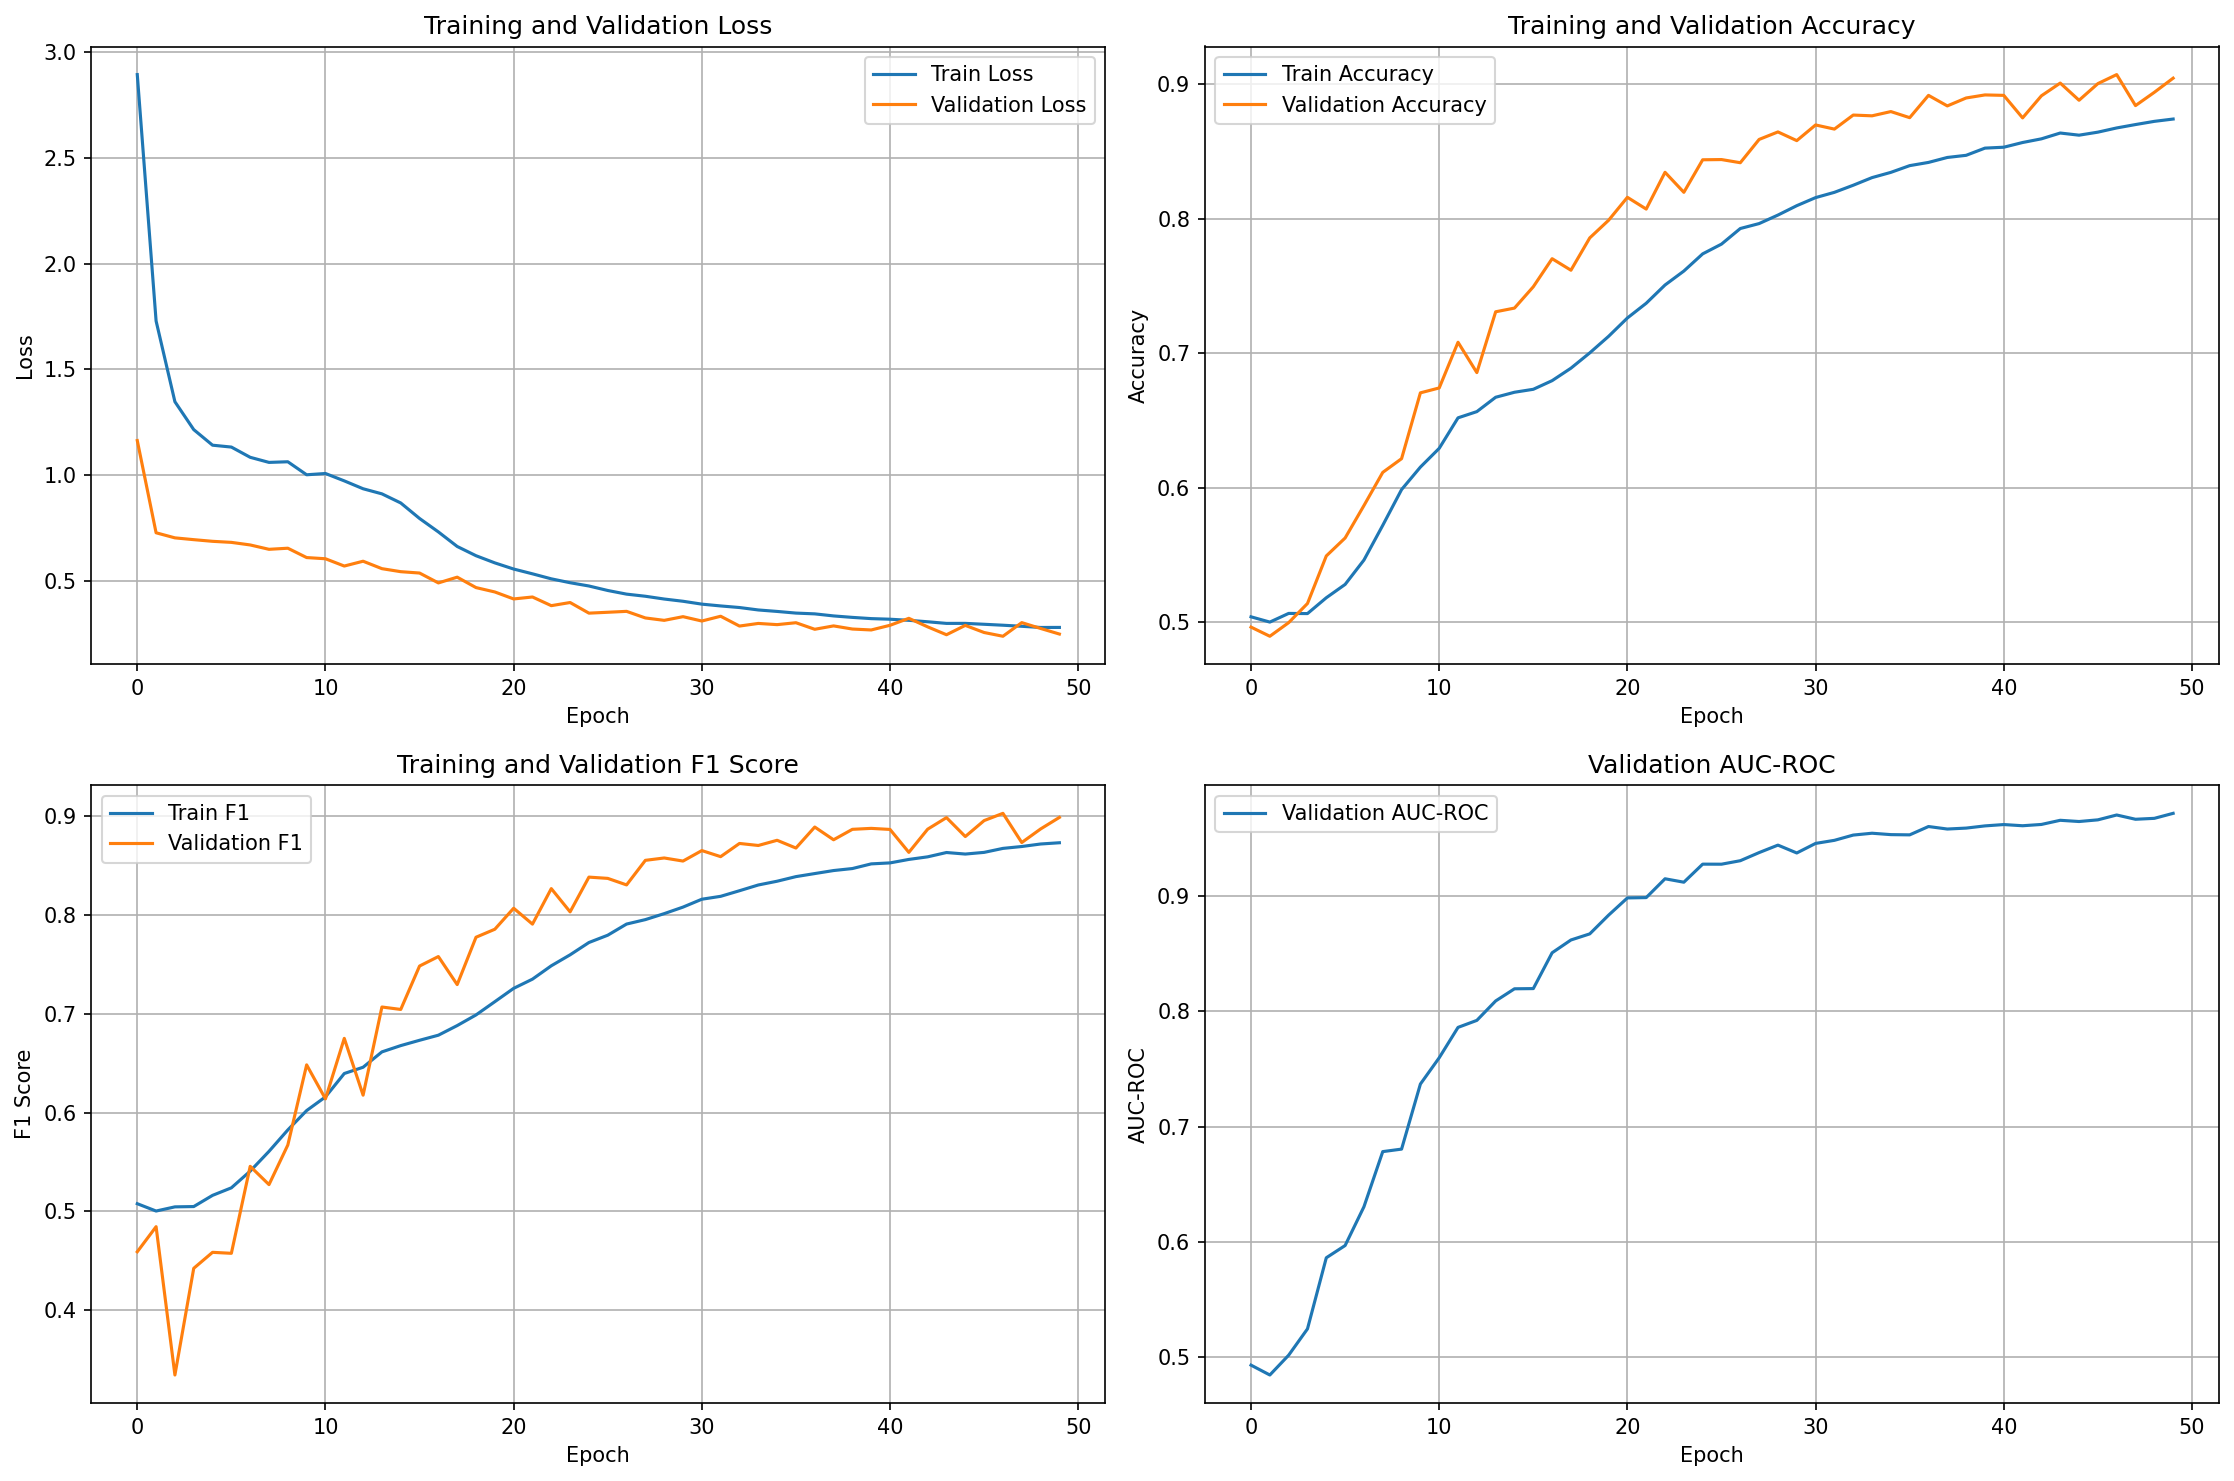 Training and Validation Loss
3.0
2.5
2.0
1.5
1.0
0.5
Loss
Train Loss
Validation Loss
0 10 20 30 40 50
Epoch
Training and Validation Accuracy
0.9
0.8
0.7
0.6
0.5
Accuracy
Train Accuracy
Validation Accuracy
0 10 20 30 40 50
Epoch
Training and Validation F1 Score
0.9
0.8
0.7
0.6
0.5
0.4
F1 Score
Train F1
Validation F1
0 10 20 30 40 50
Epoch
Validation AUC-ROC
0.9
0.8
0.7
0.6
0.5
AUC-ROC
Validation AUC-ROC
0 10 20 30 40 50
Epoch